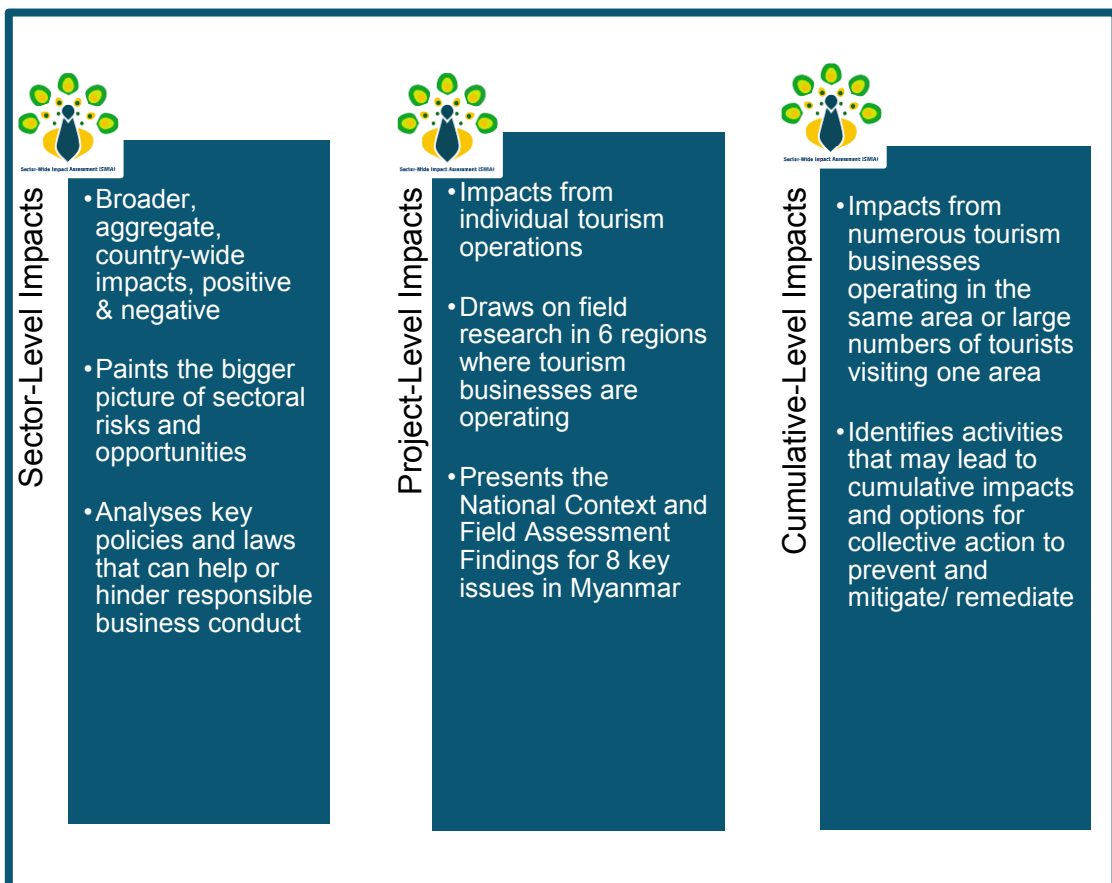 Sector-Wide Impact Assessment (SWIA)
Sector-Level Impacts
•Broader,
aggregate,
country-wide
impacts, positive
& negative
•Paints the bigger
picture of sectoral
risks and
opportunities
•Analyses key
policies and laws
that can help or
hinder responsible
business conduct
Sector-Wide Impact Assessment (SWIA)
Project-Level Impacts
•Impacts from
individual tourism
operations
•Draws on field
research in 6 regions
where tourism
businesses are
operating
•Presents the
National Context and
Field Assessment
Findings for 8 key
issues in Myanmar
Sector-Wide Impact Assessment (SWIA)
Cumulative-Level Impacts
•Impacts from
numerous tourism
businesses
operating in the
same area or large
numbers of tourists
visiting one area
•Identifies activities
that may lead to
cumulative impacts
and options for
collective action to
prevent and
mitigate/ remediate